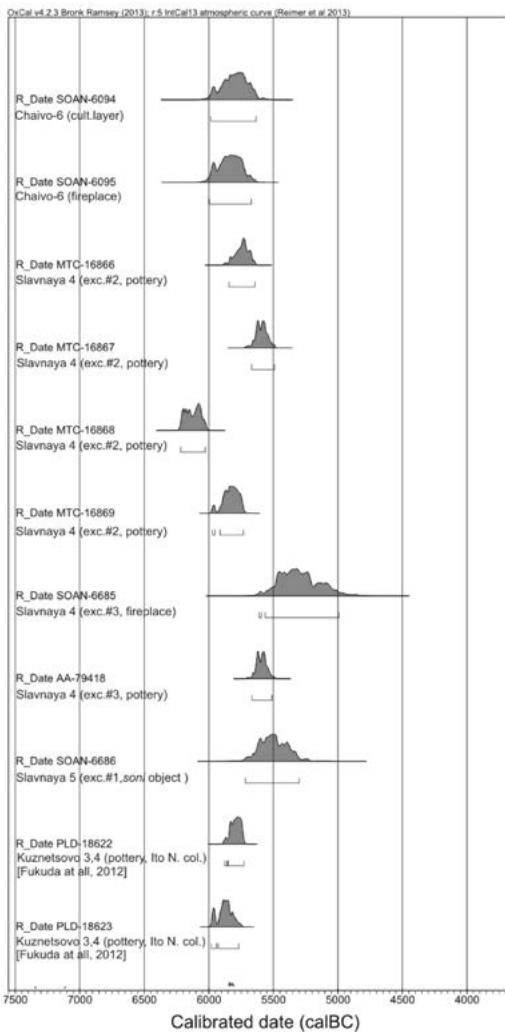 OxCal v4.2.3 Bronk Ramsey (2013); r:5 IntCal13 atmospheric curve (Reimer et al 2013)
R_Date SOAN-6094
Chaivo-6 (cult.layer)
R_Date SOAN-6095
Chaivo-6 (fireplace)
R_Date MTC-16866
Slavnaya 4 (exc.#2, pottery)
R_Date MTC-16867
Slavnaya 4 (exc.#2, pottery)
R_Date MTC-16868
Slavnaya 4 (exc.#2, pottery)
R_Date MTC-16869
Slavnaya 4 (exc.#2, pottery)
R_Date SOAN-6685
Slavnaya 4 (exc.#3, fireplace)
R_Date AA-79418
Slavnaya 4 (exc.#3, pottery)
R_Date SOAN-6686
Slavnaya 5 (exc.#1,soni object )
R_Date PLD-18622
Kuznetsovo 3,4 (pottery, Ito N. col.)
[Fukuda at all, 2012]
R_Date PLD-18623
Kuznetsovo 3,4 (pottery, Ito N. col.)
[Fukuda at all, 2012]
7500 7000 6500 6000 5500 5000 4500 4000
Calibrated date (calBC)